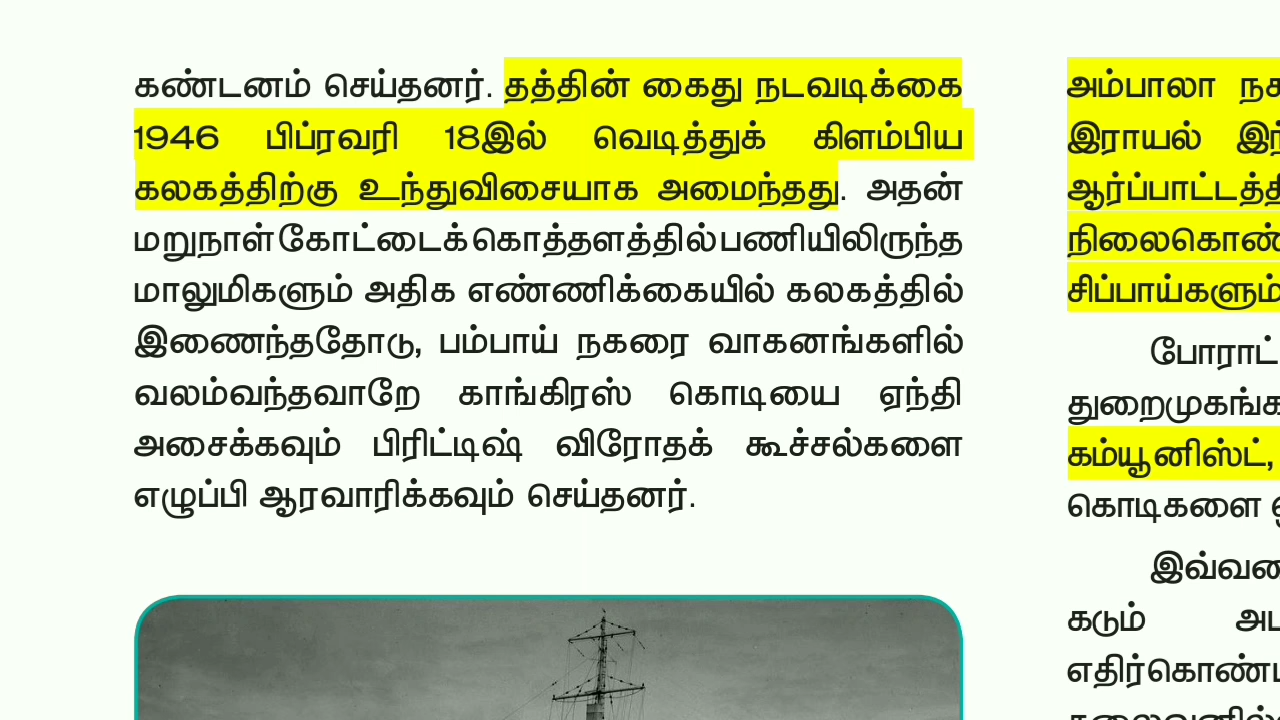 கண்டனம் செய்தனர். தத்தின் கைது நடவடிக்கை
1946 பிப்ரவரி 18இல் வெடித்துக் கிளம்பிய
கலகத்திற்கு உந்துவிசையாக அமைந்தது. அதன்
மறுநாள் கோட்டைக் கொத்தளத்தில் பணியிலிருந்த
மாலுமிகளும் அதிக எண்ணிக்கையில் கலகத்தில்
இணைந்ததோடு, பம்பாய் நகரை வாகனங்களில்
வலம்வந்தவாறே காங்கிரஸ் கொடியை ஏந்தி
அசைக்கவும் பிரிட்டிஷ் விரோதக் கூச்சல்களை
எழுப்பி ஆரவாரிக்கவும் செய்தனர்.
அம்பாலா
இராயல்
சிப்பாய்களும்
கம்யூனிஸ்ட்,
கொடிகளை
கடும்